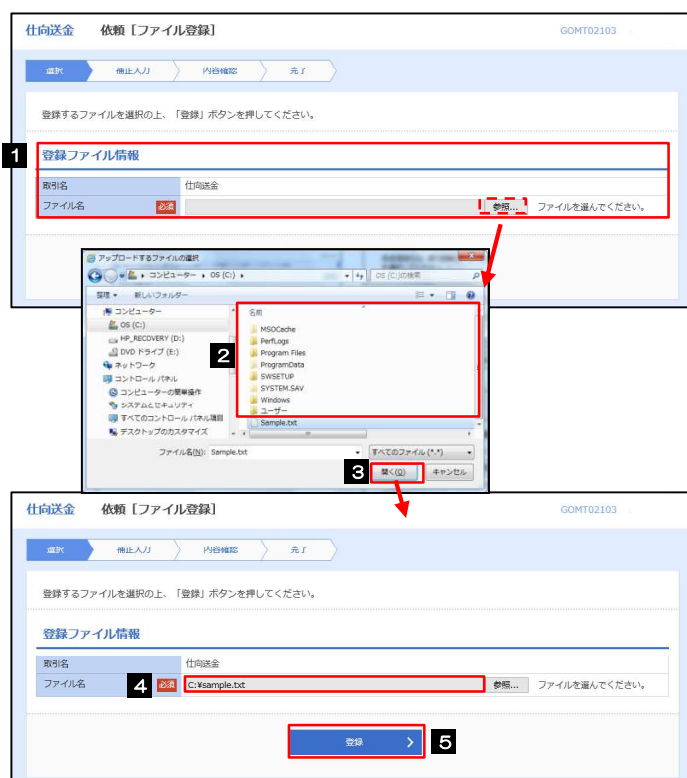 仕向送金 依頼［ファイル登録］ GOMT02103
選択 補正入力 内容確認 完了
登録するファイルを選択の上、「登録」ボタンを押してください。
1
登録ファイル情報
取引名 仕向送金
ファイル名 必須 参照... ファイルを選んでください。
アップロードするファイルの選択
コンピューター OS (C:) OS (C:)の検索
整理 新しいフォルダー
コンピューター
OS (C:)
HP_RECOVERY (D:)
DVD ドライブ (E:)
ネットワーク
コントロール パネル
コンピューターの簡単操作
システムとセキュリティ
すべてのコントロール パネル項目
デスクトップのカスタマイズ
2
名前
MSOCache
PerfLogs
Program Files
ProgramData
SWSETUP
SYSTEM.SAV
Windows
ユーザー
Sample.txt
ファイル名(N): Sample.txt すべてのファイル (*.*)
3 開く(O) キャンセル
仕向送金 依頼［ファイル登録］ GOMT02103
選択 補正入力 内容確認 完了
登録するファイルを選択の上、「登録」ボタンを押してください。
登録ファイル情報
取引名 仕向送金
ファイル名 4 必須 C:¥sample.txt 参照... ファイルを選んでください。
登録 5